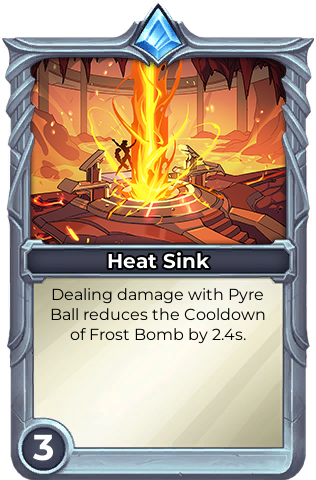 Heat Sink
Dealing damage with Pyre
Ball reduces the Cooldown
of Frost Bomb by 2.4s.
3